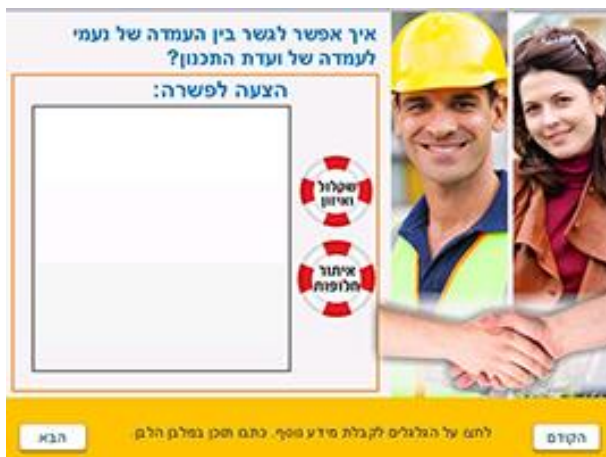 איך אפשר לגשר בין העמדה של נעמי
לעמדה של ועדת התכנון?
הצעה לפשרה:
שקלול
ואיזון
איתור
חלופות
לחצו על הגלגלים לקבלת מידע נוסף. כתבו תוכן במלבן הלבן.
הקודם
הבא